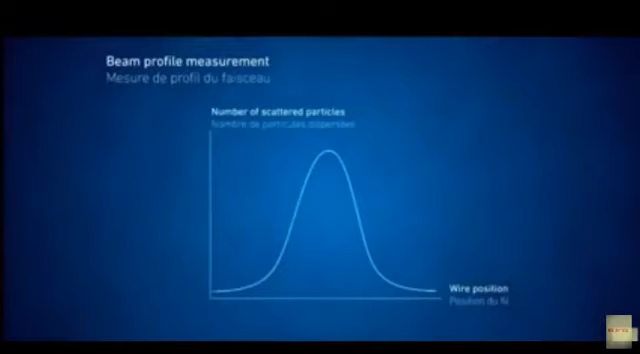 Beam profile measurement
Mesure de profil du faisceau
Number of scattered particles
Nombre de particules dispersées
Wire position
Position du fil